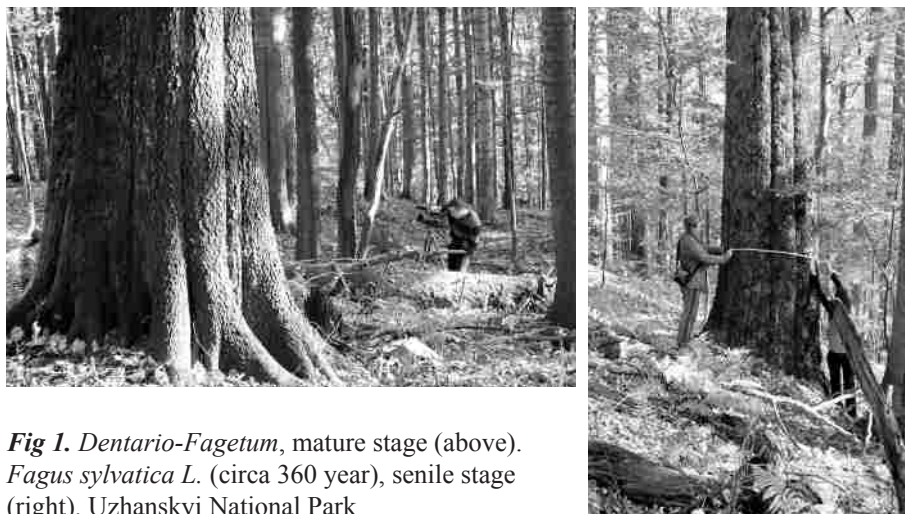 Fig 1. Dentario-Fagetum, mature stage (above).
Fagus sylvatica L. (circa 360 year), senile stage
(right). Uzhanskyi National Park